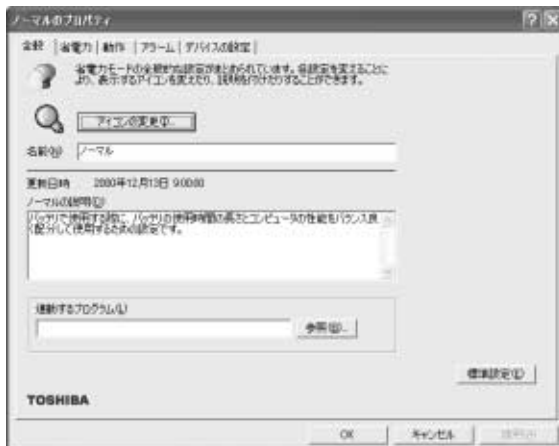 ノーマルのプロパティ
全般 省電力 動作 アラーム デバイスの設定
省電力モードの全般的な設定がまとめられています。各設定を変えることに
より、表示するアイコンを変えたり、説明を付けたりすることができます。
アイコンの変更(I)...
名前(N) ノーマル
更新日時 2000年12月13日 9:00:00
ノーマルの説明(D)
バッテリで使用する際に、バッテリの使用時間の長さとコンピュータの性能をバランス良
く配分して使用するための設定です。
連動するプログラム(L)
参照(B)...
標準設定(E)
TOSHIBA
OK キャンセル 適用(A)